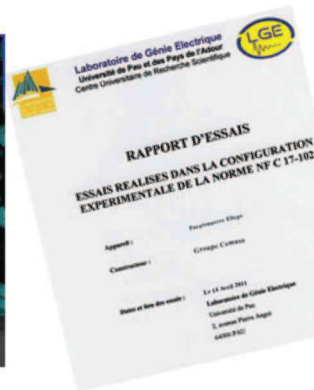 Laboratoire de Génie Electrique
Université de Pau et des Pays de l'Adour
Centre Universitaire de Recherche Scientifique
LGE
RAPPORT D'ESSAIS
ESSAIS REALISES DANS LA CONFIGURATION
EXPERIMENTALE DE LA NORME NF C 17-102
Appareil :
Constructeur :
Groupe
Dates et lieu des essais :
Le 14 Avril 2011
Laboratoire de Génie Electrique
Université de Pau
2, avenue Pierre Angot
64000 PAU